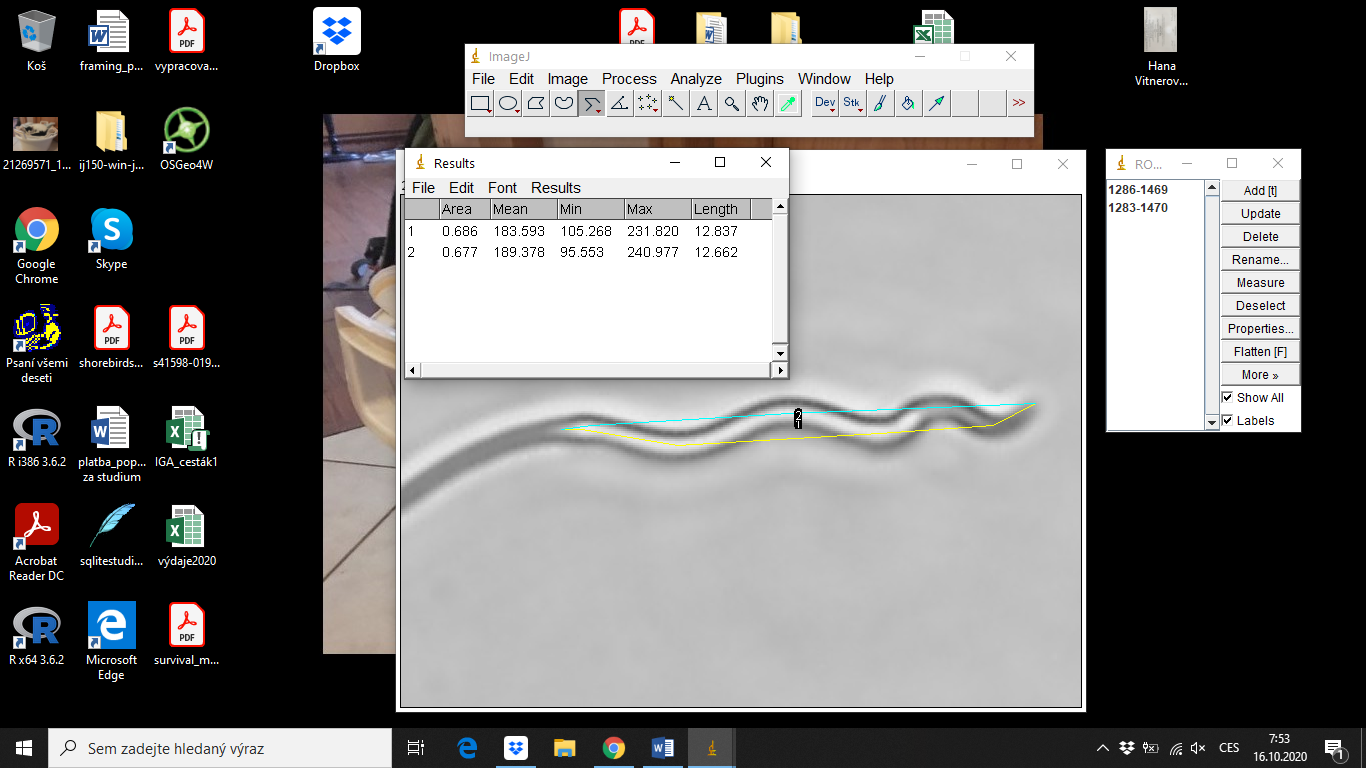 Koš
framing_p...
vypracova...
Dropbox
Hana
Vitnerov...
21269571_1...
ij150-win-j...
OSGeo4W
Google
Chrome
Skype
Psaní všemi
deseti
shorebirds...
s41598-019...
R i386 3.6.2
platba_pop...
za studium
IGA_cesták1
Acrobat
Reader DC
sqlitestudi...
výdaje2020
R x64 3.6.2
Microsoft
Edge
survival_m...
ImageJ
File Edit Image Process Analyze Plugins Window Help
Dev Stk >>
Results
File Edit Font Results
Area Mean Min Max Length
1 0.686 183.593 105.268 231.820 12.837
2 0.677 189.378 95.553 240.977 12.662
2
1
RO...
1286-1469
1283-1470
Add [t]
Update
Delete
Rename...
Measure
Deselect
Properties...
Flatten [F]
More »
Show All
Labels
Sem zadejte hledaný výraz
CES
7:53
16.10.2020
1